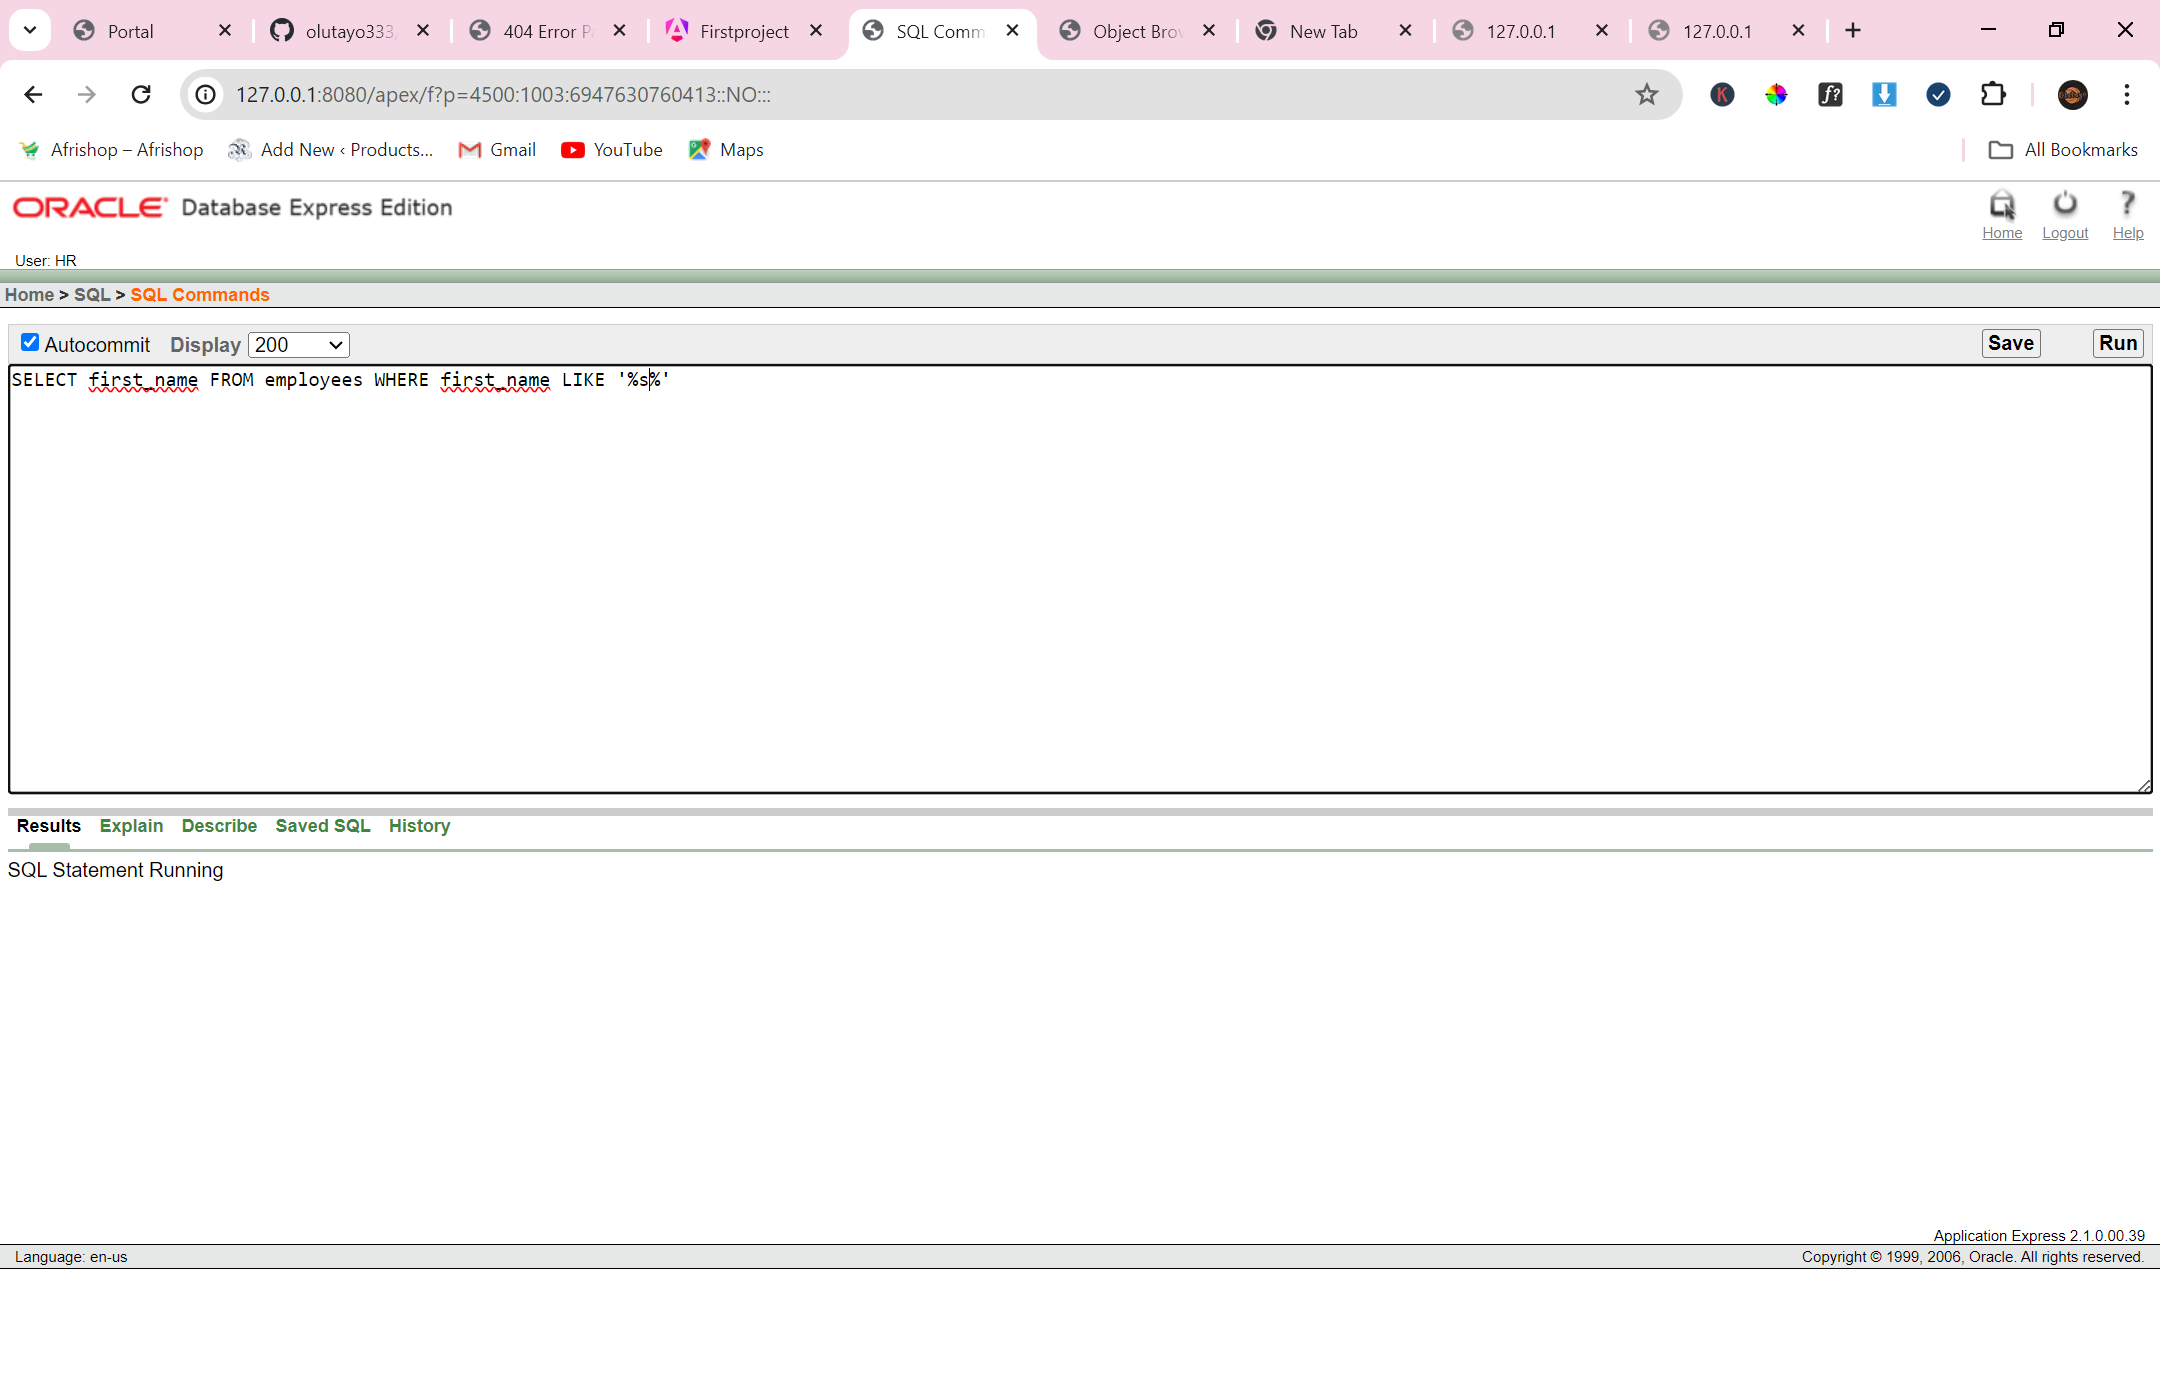 Portal
olutayo333
404 Error P
Firstproject
SQL Comm
Object Brow
New Tab
127.0.0.1
127.0.0.1
127.0.0.1:8080/apex/f?p=4500:1003:6947630760413::NO:::
K
f?
Afrishop – Afrishop
Add New ‹ Products...
Gmail
YouTube
Maps
All Bookmarks
ORACLE Database Express Edition
Home
Logout
Help
User: HR
Home > SQL > SQL Commands
Autocommit
Display 200
Save
Run
SELECT first_name FROM employees WHERE first_name LIKE '%s%'
Results
Explain
Describe
Saved SQL
History
SQL Statement Running
Application Express 2.1.0.00.39
Language: en-us
Copyright © 1999, 2006, Oracle. All rights reserved.